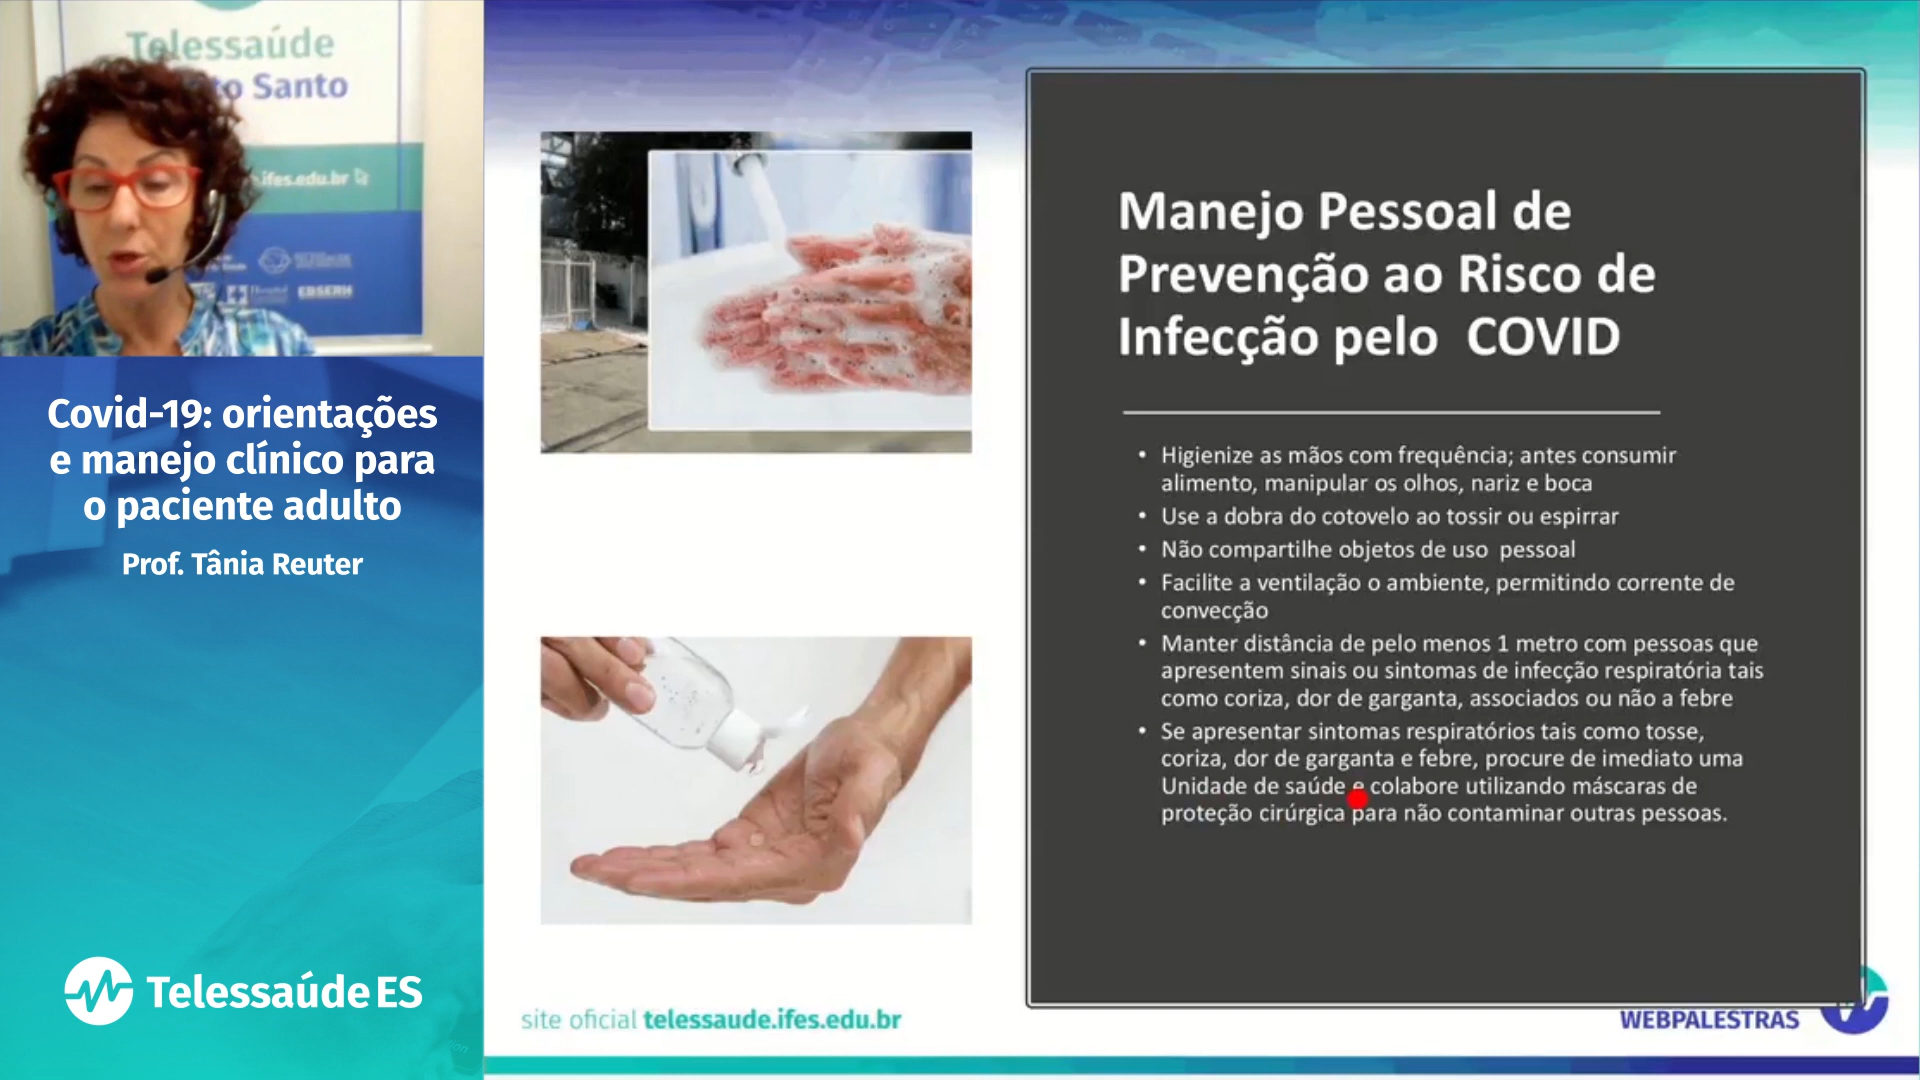 Telessaúde
to Santo
.ifes.edu.br
Hospital
EBSERH
Covid-19: orientações
e manejo clínico para
o paciente adulto
Prof. Tânia Reuter
Telessaúde ES
Manejo Pessoal de
Prevenção ao Risco de
Infecção pelo COVID
• Higienize as mãos com frequência; antes consumir
alimento, manipular os olhos, nariz e boca
• Use a dobra do cotovelo ao tossir ou espirrar
• Não compartilhe objetos de uso pessoal
• Facilite a ventilação o ambiente, permitindo corrente de
convecção
• Manter distância de pelo menos 1 metro com pessoas que
apresentem sinais ou sintomas de infecção respiratória tais
como coriza, dor de garganta, associados ou não a febre
• Se apresentar sintomas respiratórios tais como tosse,
coriza, dor de garganta e febre, procure de imediato uma
Unidade de saúde e colabore utilizando máscaras de
proteção cirúrgica para não contaminar outras pessoas.
site oficial telessaude.ifes.edu.br
WEBPALESTRAS